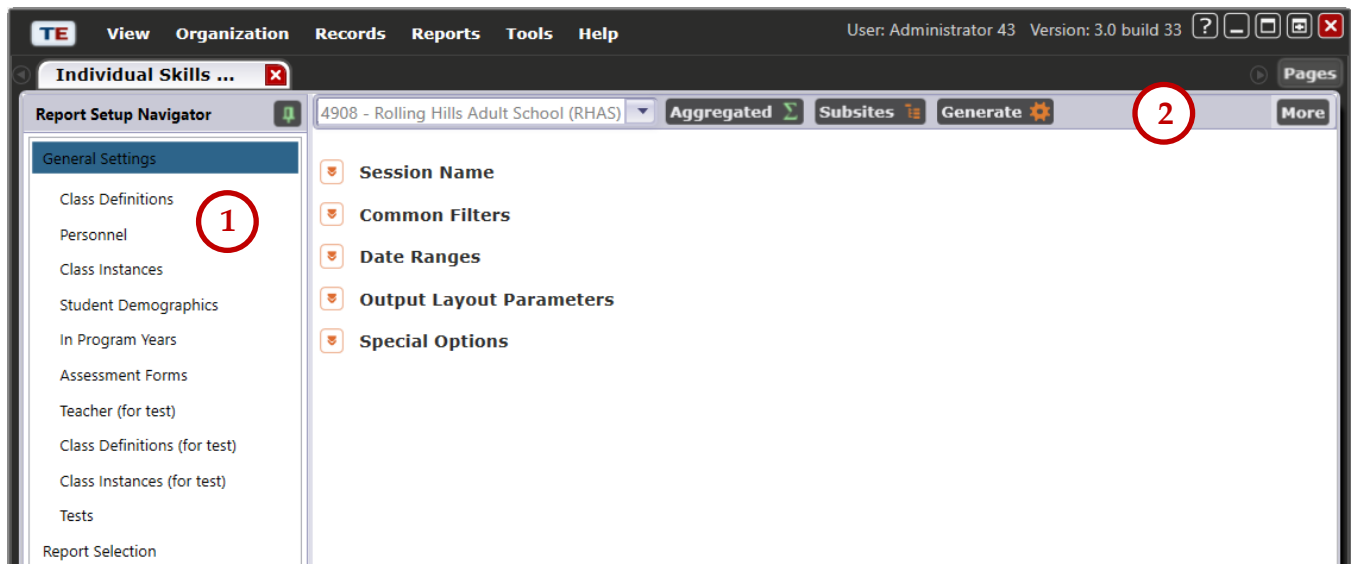 TE View Organization Records Reports Tools Help User: Administrator 43 Version: 3.0 build 33 ?
Individual Skills ... Pages
Report Setup Navigator
4908 - Rolling Hills Adult School (RHAS) Aggregated Σ Subsites Generate 2 More
General Settings
Class Definitions
1
Personnel
Class Instances
Student Demographics
In Program Years
Assessment Forms
Teacher (for test)
Class Definitions (for test)
Class Instances (for test)
Tests
Report Selection
Session Name
Common Filters
Date Ranges
Output Layout Parameters
Special Options